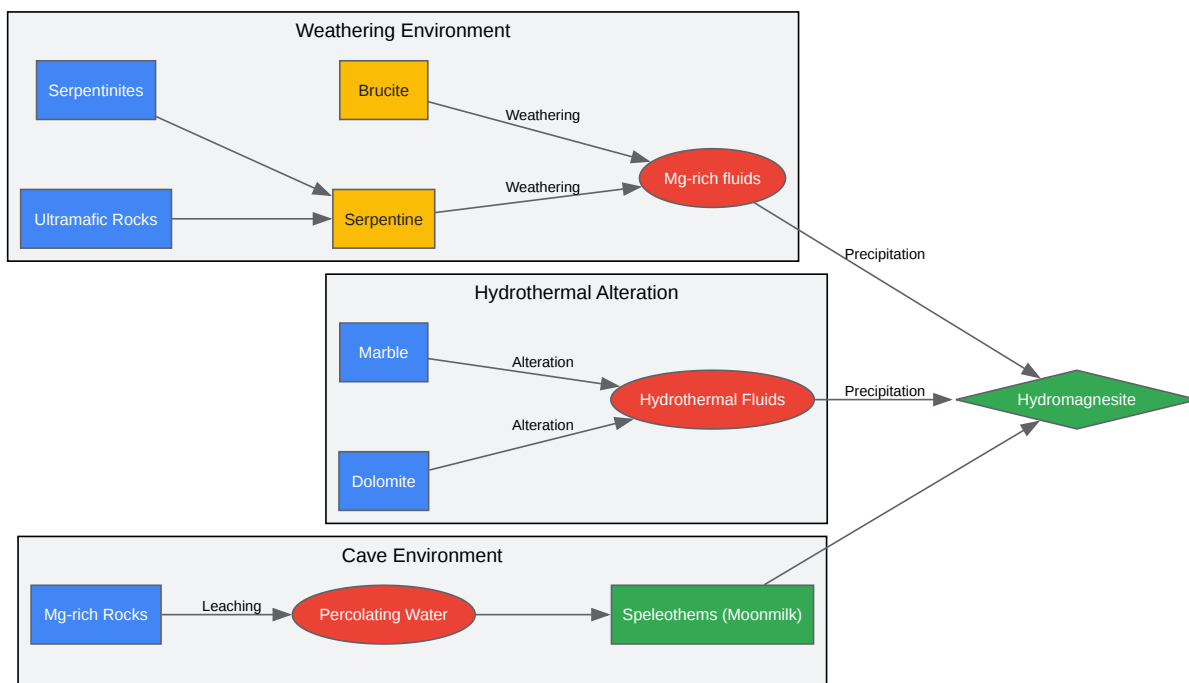 Weathering Environment
Serpentinites
Brucite
Weathering
Mg-rich fluids
Ultramafic Rocks
Serpentine
Weathering
Precipitation
Hydrothermal Alteration
Marble
Alteration
Hydrothermal Fluids
Precipitation
Hydromagnesite
Alteration
Dolomite
Cave Environment
Mg-rich Rocks
Leaching
Percolating Water
Speleothems (Moonmilk)